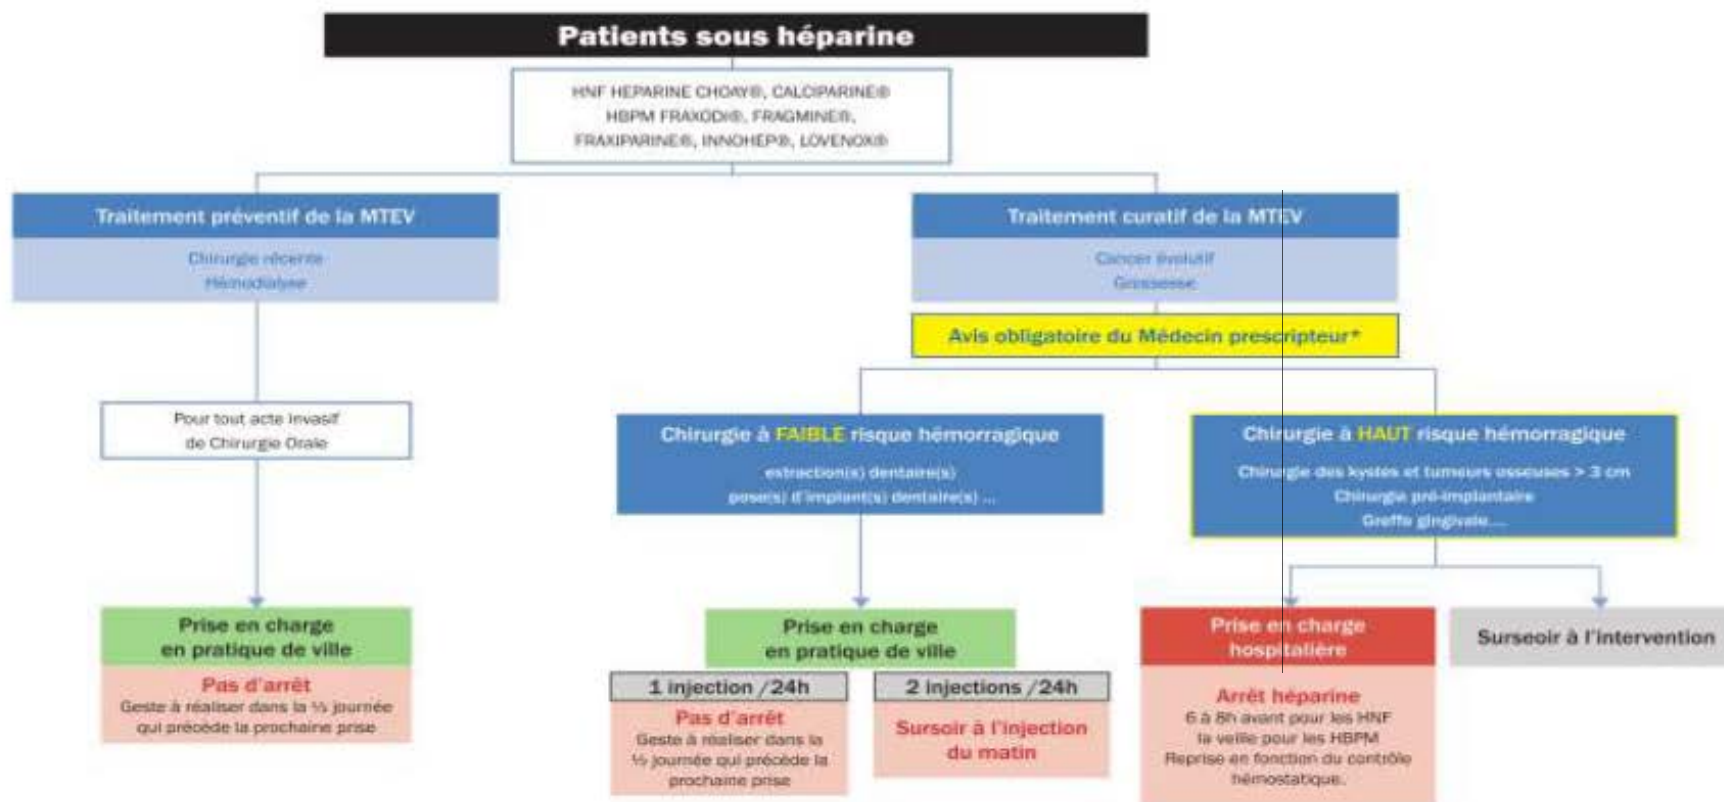 Patients sous héparine
HNF HEPARINE CHOAY®, CALCIPARINE®
HBPM FRAXODI®, FRAGMINE®,
FRAXIPARINE®, INNOHEP®, LOVENOX®
Traitement préventif de la MTEV
Chirurgie récente
Hémodialyse
Traitement curatif de la MTEV
Cancer évolutif
Grossesse
Avis obligatoire du Médecin prescripteur*
Pour tout acte invasif
de Chirurgie Orale
Chirurgie à FAIBLE risque hémorragique
extraction(s) dentaire(s)
pose(s) d'implant(s) dentaire(s) ...
Chirurgie à HAUT risque hémorragique
Chirurgie des kystes et tumeurs osseuses > 3 cm
Chirurgie pré-implantaire
Greffe gingivale...
Prise en charge
en pratique de ville
Pas d'arrêt
Geste à réaliser dans la ½ journée
qui précède la prochaine prise
Prise en charge
en pratique de ville
1 injection /24h
Pas d'arrêt
Geste à réaliser dans la
½ journée qui précède la
prochaine prise
2 injections /24h
Sursoir à l'injection
du matin
Prise en charge
hospitalière
Arrêt héparine
6 à 8h avant pour les HNF
la veille pour les HBPM
Reprise en fonction du contrôle
hémostatique.
Surseoir à l'intervention